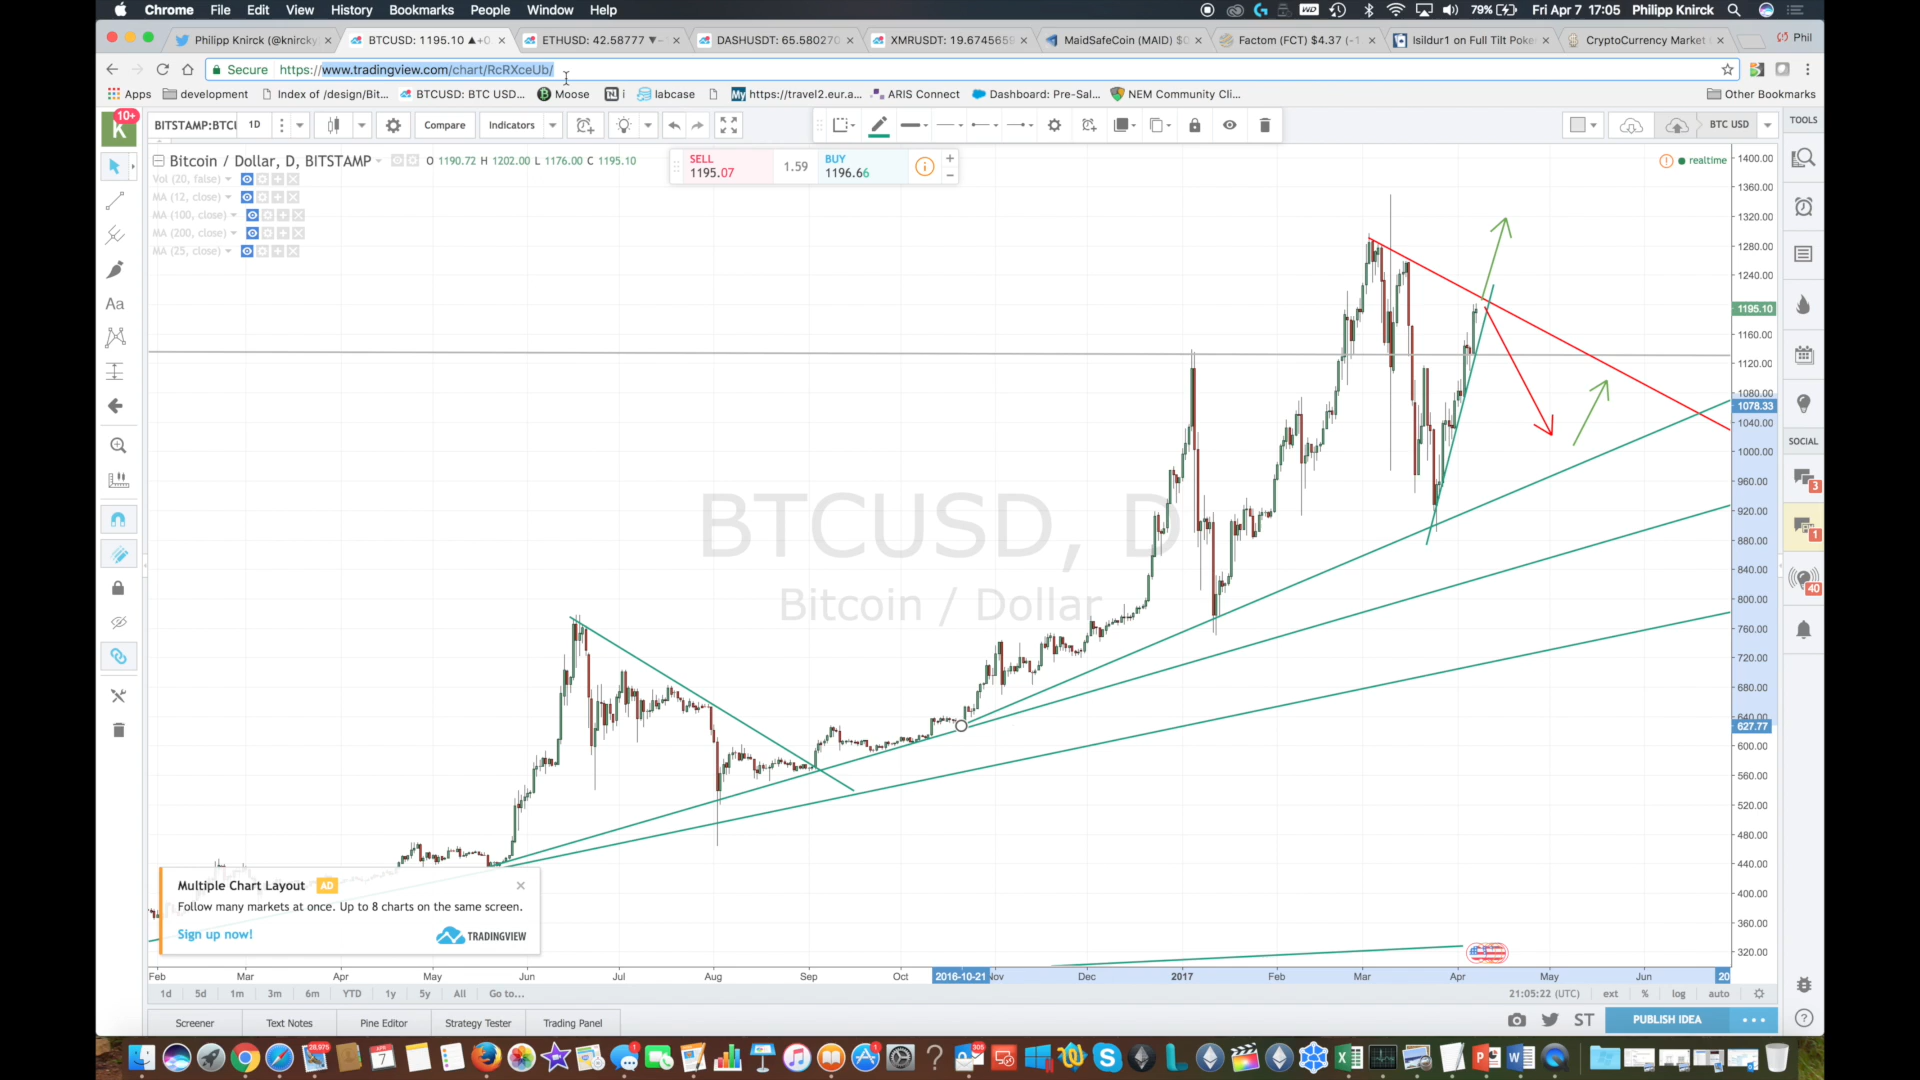 Chrome File Edit View History Bookmarks People Window Help 79% Fri Apr 7 17:05 Philipp Knirck
Philipp Knirck (@knircky × BTCUSD: 1195.10 ▲+0 × ETHUSD: 42.58777 ▼− × DASHUSDT: 65.580270 × XMRUSDT: 19.6745659 × MaidSafeCoin (MAID) $0 × Factom (FCT) $4.37 (-1 × Isildur1 on Full Tilt Poke × CryptoCurrency Market × Phil
Secure https://www.tradingview.com/chart/RcRXceUb/
Apps development Index of /design/Bit... BTCUSD: BTC USD... Moose i labcase https://travel2.eur.a... ARIS Connect Dashboard: Pre-Sal... NEM Community Cli... Other Bookmarks
10+
BITSTAMP:BTCU 1D Compare Indicators BTC USD TOOLS
Bitcoin / Dollar, D, BITSTAMP O 1190.72 H 1202.00 L 1176.00 C 1195.10
SELL 1195.07 1.59 BUY 1196.66
realtime
Vol (20, false)
MA (12, close)
MA (100, close)
MA (200, close)
MA (25, close)
BTCUSD, D
Bitcoin / Dollar
1400.00
1360.00
1320.00
1280.00
1240.00
1195.10
1160.00
1120.00
1080.00
1078.33
1040.00
1000.00
960.00
920.00
880.00
840.00
800.00
760.00
720.00
680.00
640.00
627.77
600.00
560.00
520.00
480.00
440.00
400.00
360.00
320.00
SOCIAL
3
1
40
Multiple Chart Layout AD
Follow many markets at once. Up to 8 charts on the same screen.
Sign up now! TRADINGVIEW
Feb Mar Apr May Jun Jul Aug Sep Oct 2016-10-21 Nov Dec 2017 Feb Mar Apr May Jun 20
1d 5d 1m 3m 6m YTD 1y 5y All Go to... 21:05:22 (UTC) ext % log auto
Screener Text Notes Pine Editor Strategy Tester Trading Panel ST PUBLISH IDEA